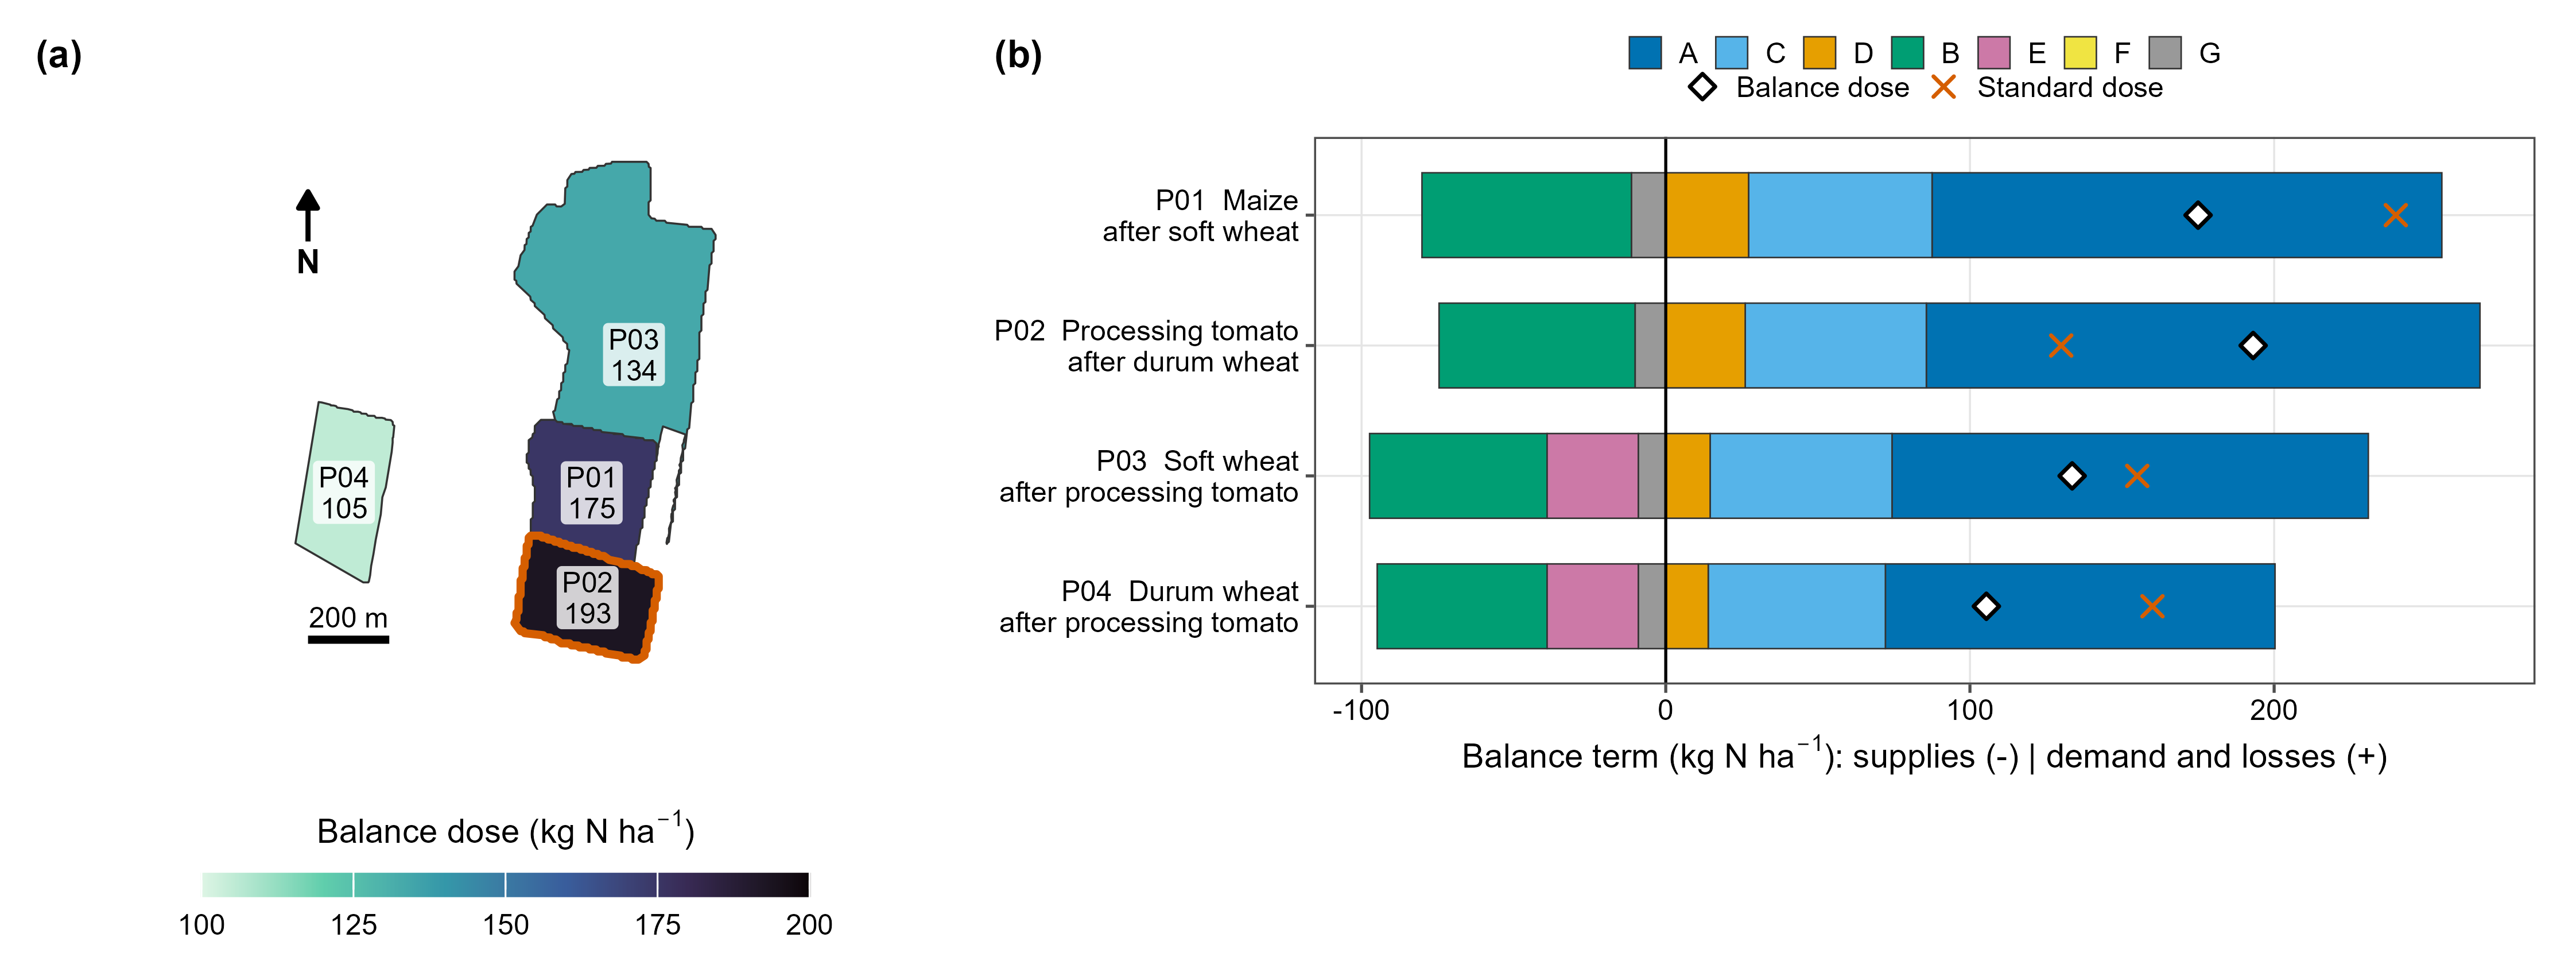 (a)
N
P03
134
P04
105
P01
175
P02
193
200 m
Balance dose (kg N ha⁻¹)
100 125 150 175 200
(b)
A C D B E F G
Balance dose Standard dose
P01 Maize
after soft wheat
P02 Processing tomato
after durum wheat
P03 Soft wheat
after processing tomato
P04 Durum wheat
after processing tomato
-100 0 100 200
Balance term (kg N ha⁻¹): supplies (-) | demand and losses (+)